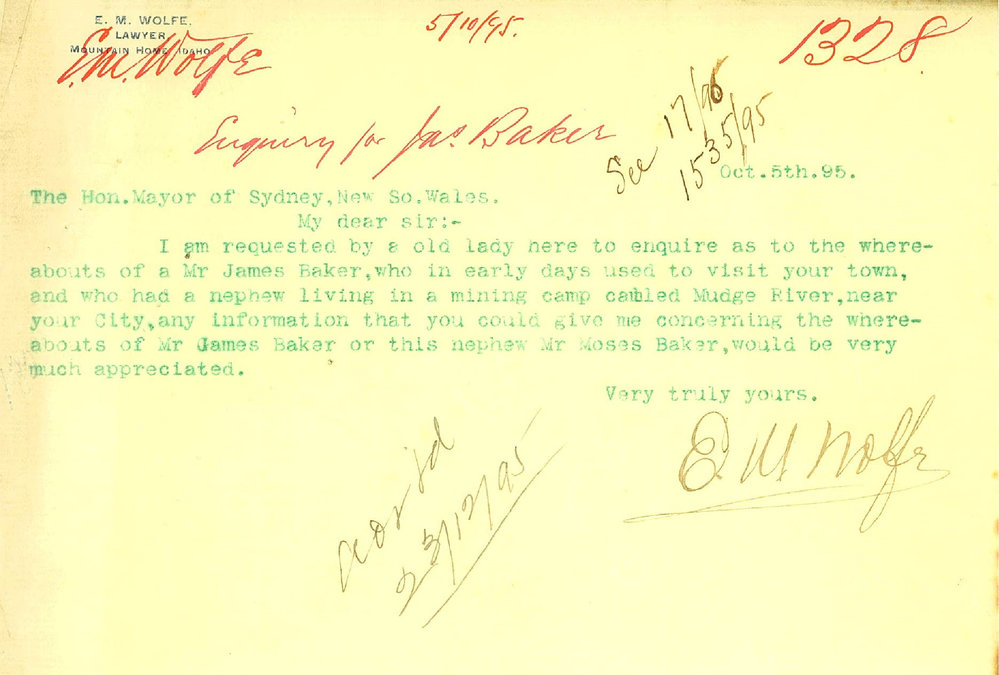 E. M. WOLFE.
LAWYER
MOUNTAIN HOME, IDAHO
E. M. Wolfe
5/10/95.
1328.
Enquiry for Jas. Baker
See 17/96
1535/95
Oct.5th.95.
The Hon.Mayor of Sydney,New So.Wales.
My dear sir:-
I am requested by a old lady here to enquire as to the where-
abouts of a Mr James Baker,who in early days used to visit your town,
and who had a nephew living in a mining camp called Mudge River,near
your City,any information that you could give me concerning the where-
abouts of Mr James Baker or this nephew Mr Moses Baker,would be very
much appreciated.
Very truly yours.
E. M. Wolfe
23/12/95